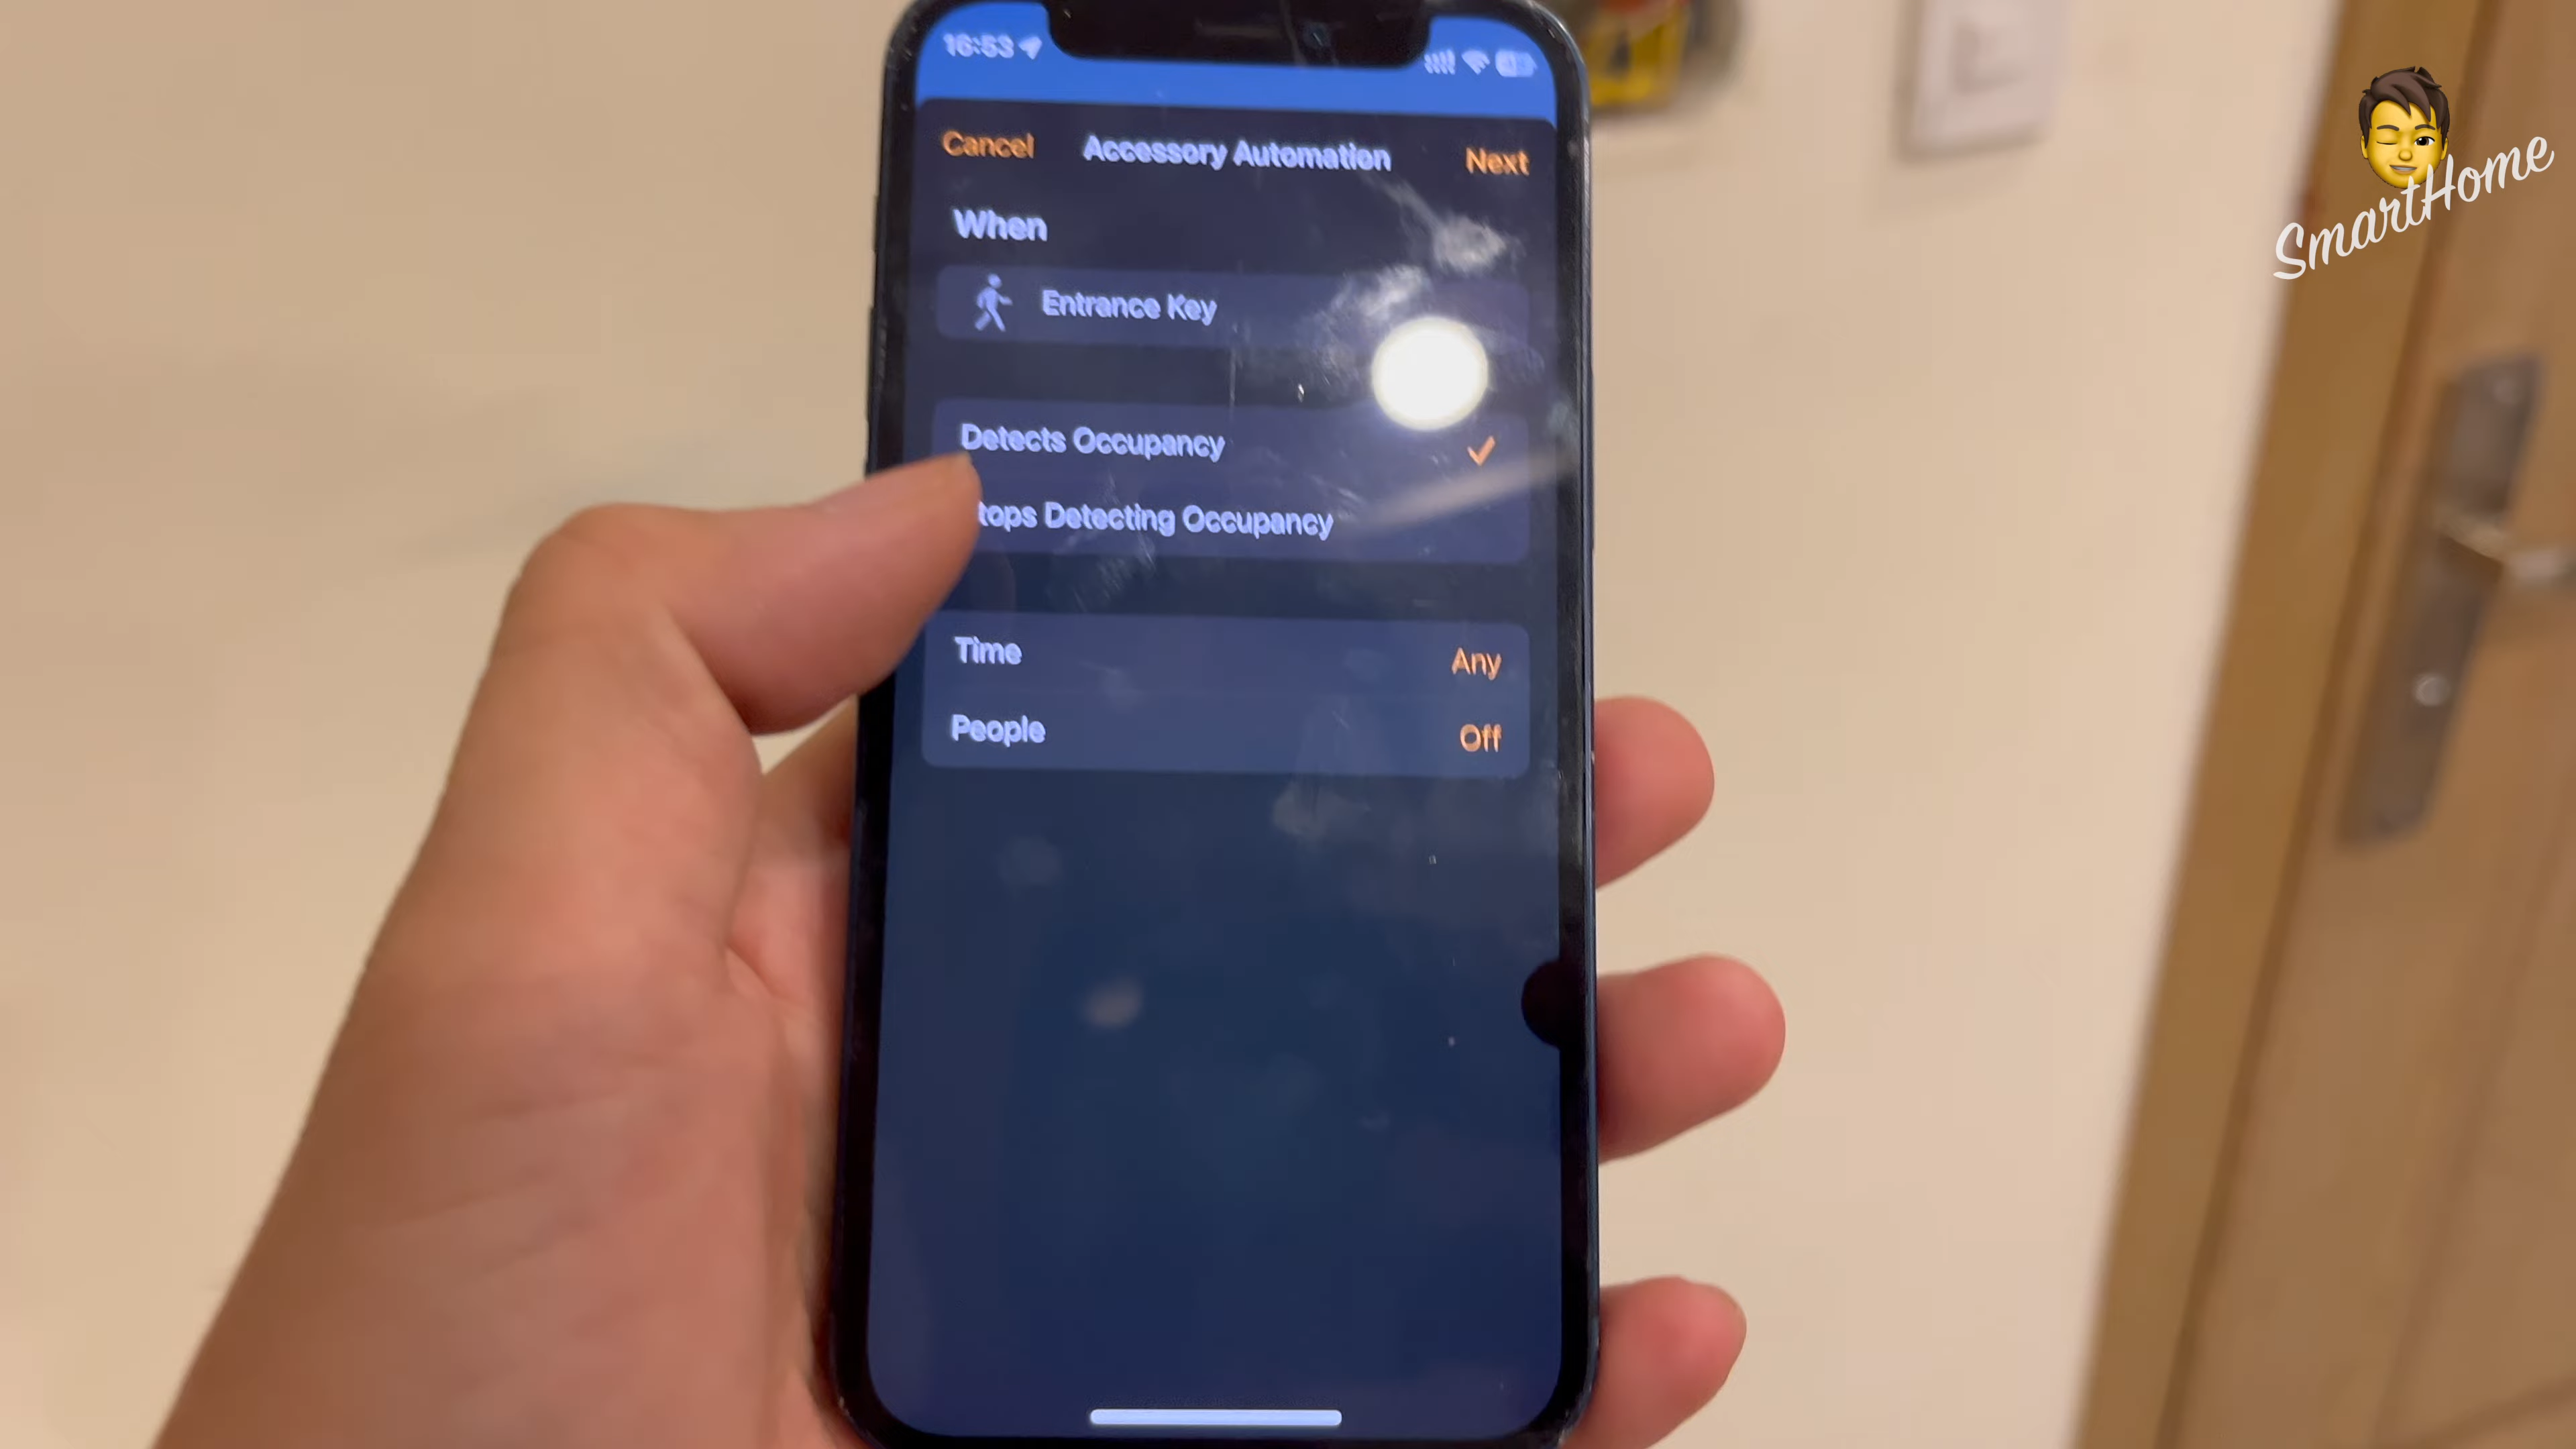 16:53
SmartHome
Cancel Accessory Automation Next
When
Entrance Key
Detects Occupancy
tops Detecting Occupancy
Time Any
People Off